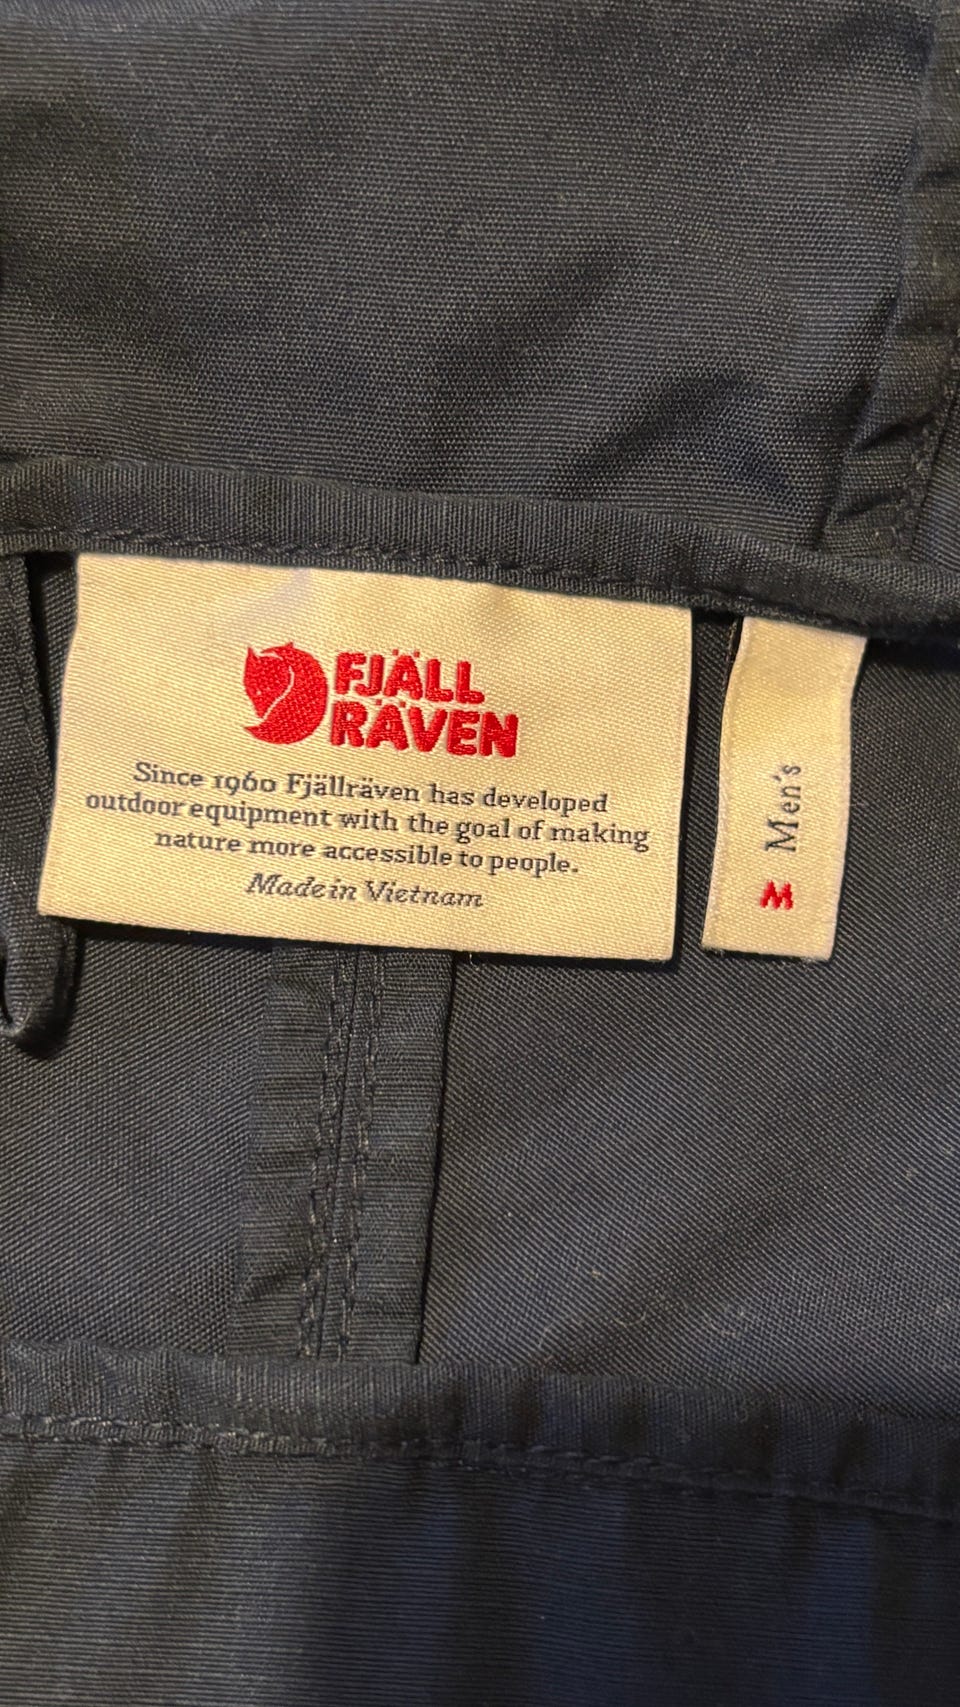 FJÄLL
RÄVEN
Since 1960 Fjällräven has developed
outdoor equipment with the goal of making
nature more accessible to people.
Made in Vietnam
M Men's